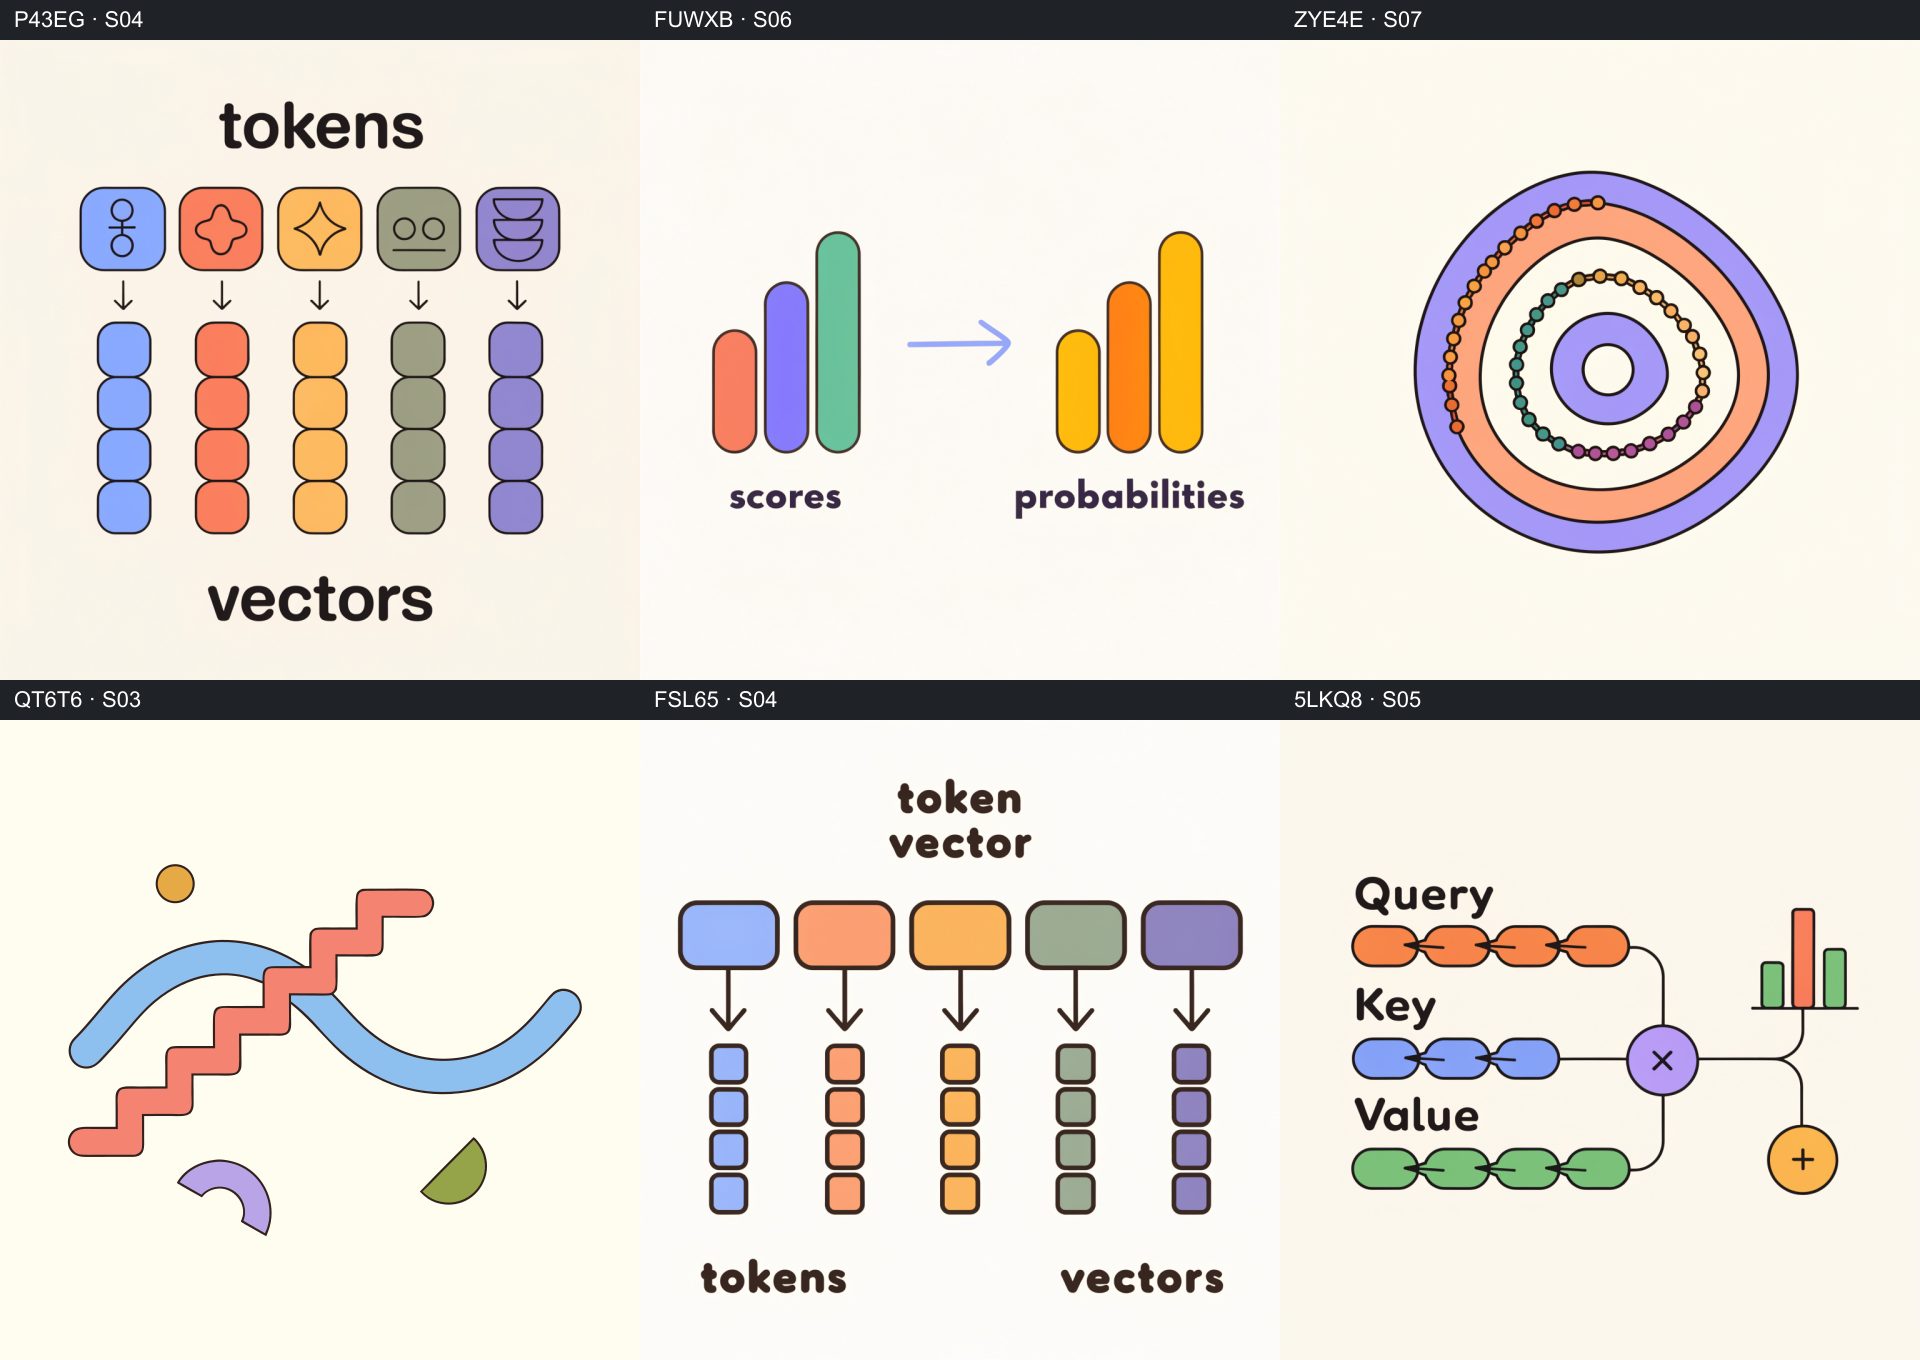 P43EG · S04
FUWXB · S06
ZYE4E · S07
tokens
vectors
scores
probabilities
QT6T6 · S03
FSL65 · S04
5LKQ8 · S05
token
vector
tokens
vectors
Query
Key
Value